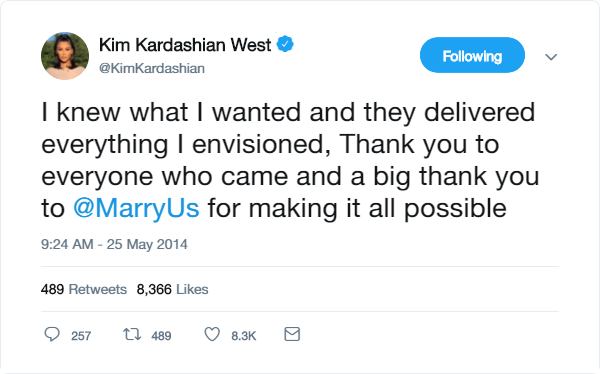 Kim Kardashian West
Following
@KimKardashian
I knew what I wanted and they delivered
everything I envisioned, Thank you to
everyone who came and a big thank you
to @MarryUs for making it all possible
9:24 AM - 25 May 2014
489 Retweets 8,366 Likes
257 489 8.3K